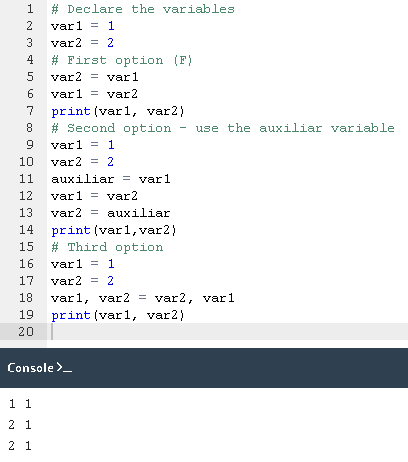 1 # Declare the variables
2 var1 = 1
3 var2 = 2
4 # First option (F)
5 var2 = var1
6 var1 = var2
7 print(var1, var2)
8 # Second option - use the auxiliar variable
9 var1 = 1
10 var2 = 2
11 auxiliar = var1
12 var1 = var2
13 var2 = auxiliar
14 print(var1,var2)
15 # Third option
16 var1 = 1
17 var2 = 2
18 var1, var2 = var2, var1
19 print(var1, var2)
20
Console>_
1 1
2 1
2 1